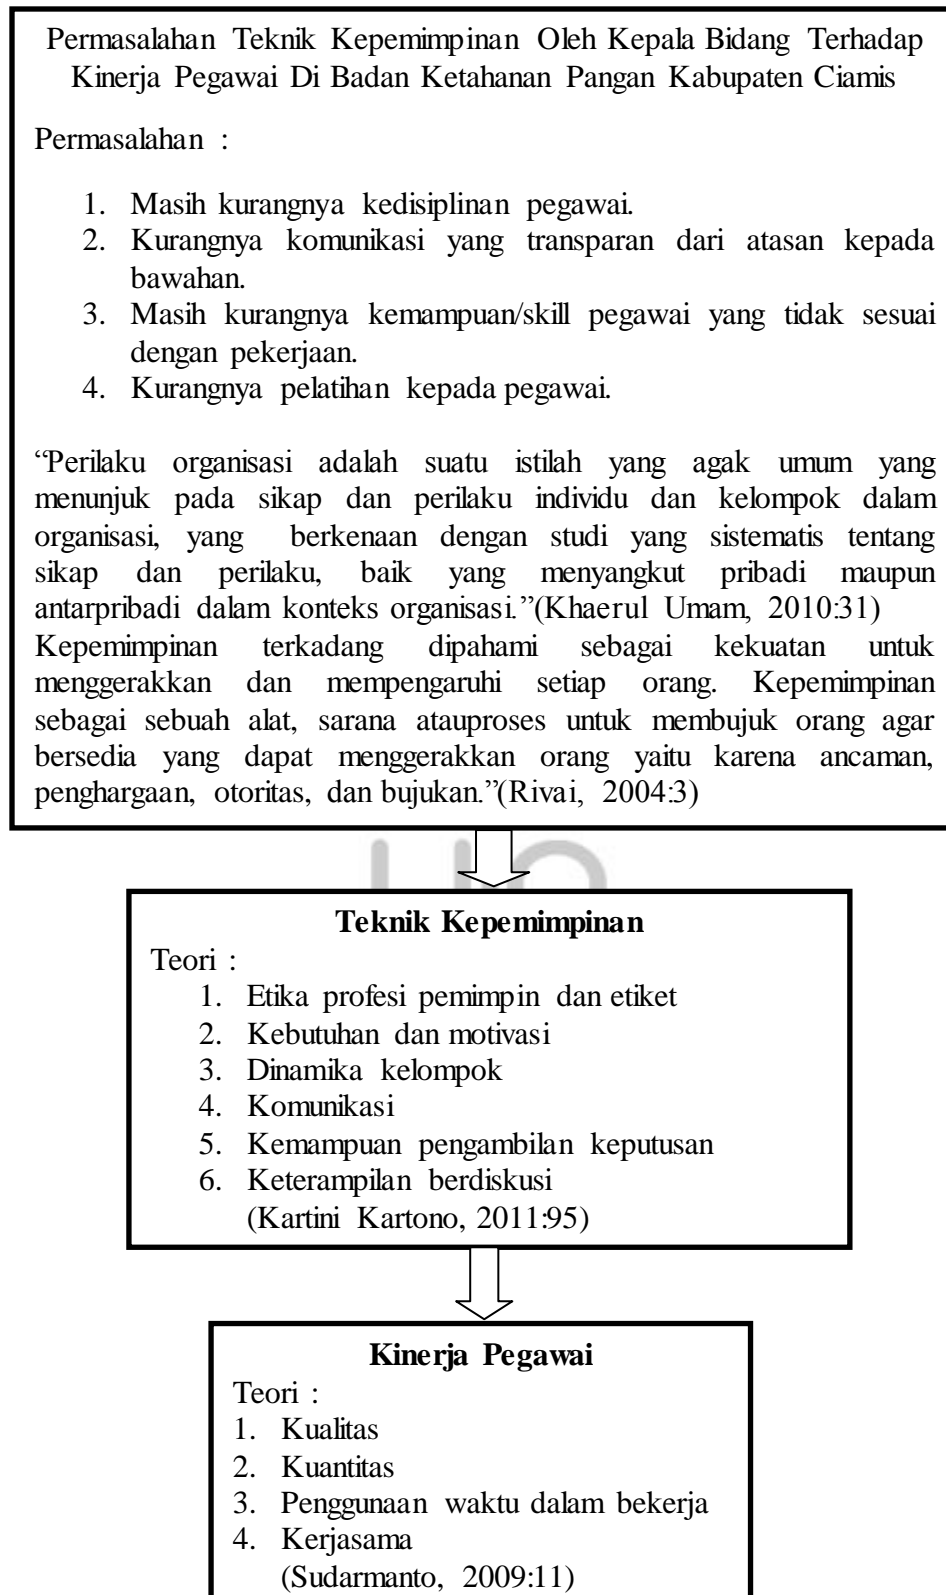 Permasalahan Teknik Kepemimpinan Oleh Kepala Bidang Terhadap
Kinerja Pegawai Di Badan Ketahanan Pangan Kabupaten Ciamis
Permasalahan :
1. Masih kurangnya kedisiplinan pegawai.
2. Kurangnya komunikasi yang transparan dari atasan kepada
bawahan.
3. Masih kurangnya kemampuan/skill pegawai yang tidak sesuai
dengan pekerjaan.
4. Kurangnya pelatihan kepada pegawai.
“Perilaku organisasi adalah suatu istilah yang agak umum yang
menunjuk pada sikap dan perilaku individu dan kelompok dalam
organisasi, yang berkenaan dengan studi yang sistematis tentang
sikap dan perilaku, baik yang menyangkut pribadi maupun
antarpribadi dalam konteks organisasi.”(Khaerul Umam, 2010:31)
Kepemimpinan terkadang dipahami sebagai kekuatan untuk
menggerakkan dan mempengaruhi setiap orang. Kepemimpinan
sebagai sebuah alat, sarana atauproses untuk membujuk orang agar
bersedia yang dapat menggerakkan orang yaitu karena ancaman,
penghargaan, otoritas, dan bujukan.”(Rivai, 2004:3)
Teknik Kepemimpinan
Teori :
1. Etika profesi pemimpin dan etiket
2. Kebutuhan dan motivasi
3. Dinamika kelompok
4. Komunikasi
5. Kemampuan pengambilan keputusan
6. Keterampilan berdiskusi
(Kartini Kartono, 2011:95)
Kinerja Pegawai
Teori :
1. Kualitas
2. Kuantitas
3. Penggunaan waktu dalam bekerja
4. Kerjasama
(Sudarmanto, 2009:11)